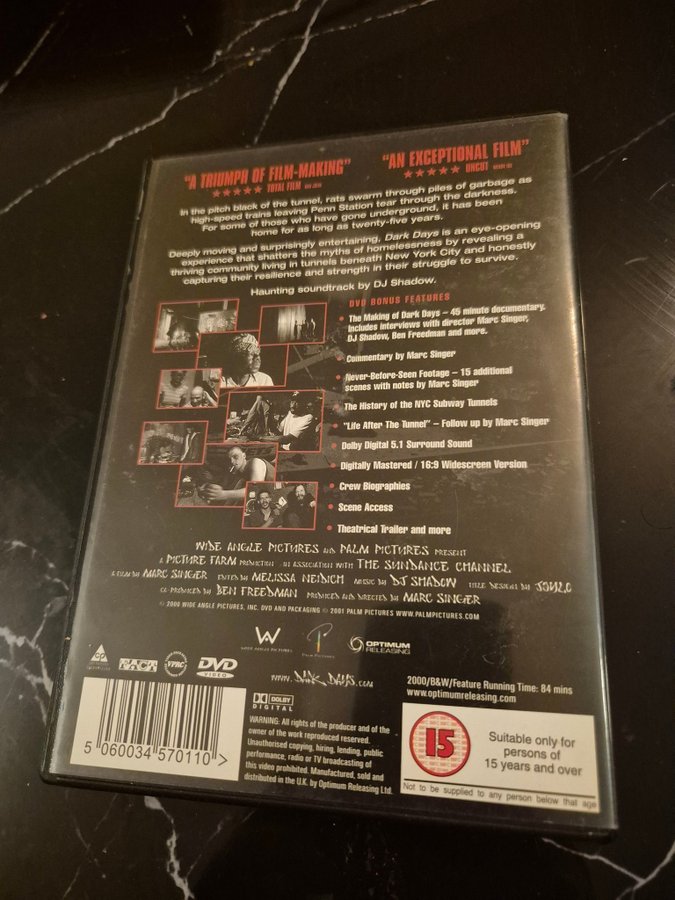 "A TRIUMPH OF FILM-MAKING"
★★★★★ TOTAL FILM
"AN EXCEPTIONAL FILM"
★★★★★ UNCUT
In the pitch black of the tunnel, rats swarm through piles of garbage as
high-speed trains leaving Penn Station tear through the darkness.
For some of those who have gone underground, it has been
home for as long as twenty-five years.
Deeply moving and surprisingly entertaining, Dark Days is an eye-opening
experience that shatters the myths of homelessness by revealing a
thriving community living in tunnels beneath New York City and honestly
capturing their resilience and strength in their struggle to survive.
Haunting soundtrack by DJ Shadow.
DVD BONUS FEATURES
• The Making of Dark Days – 45 minute documentary.
Includes interviews with director Marc Singer,
DJ Shadow, Ben Freedman and more.
• Commentary by Marc Singer
• Never-Before-Seen Footage – 15 additional
scenes with notes by Marc Singer
• The History of the NYC Subway Tunnels
• "Life After The Tunnel" – Follow up by Marc Singer
• Dolby Digital 5.1 Surround Sound
• Digitally Mastered / 16:9 Widescreen Version
• Crew Biographies
• Scene Access
• Theatrical Trailer and more
WIDE ANGLE PICTURES AND PALM PICTURES PRESENT
A PICTURE FARM PRODUCTION IN ASSOCIATION WITH THE SUNDANCE CHANNEL
A FILM BY MARC SINGER EDITED BY MELISSA NEIDICH MUSIC BY DJ SHADOW TITLE DESIGN BY
CO-PRODUCED BY BEN FREEDMAN PRODUCED AND DIRECTED BY MARC SINGER
© 2000 WIDE ANGLE PICTURES, INC. DVD AND PACKAGING © 2001 PALM PICTURES WWW.PALMPICTURES.COM
W
WIDE ANGLE PICTURES
PALM PICTURES
OPTIMUM
RELEASING
PG
FACT
VPRC
DVD
VIDEO
WWW.DARKDAYS.COM
2000/B&W/Feature Running Time: 84 mins
www.optimumreleasing.com
5 060034 570110 >
DOLBY
DIGITAL
WARNING: All rights of the producer and of the
owner of the work reproduced reserved.
Unauthorised copying, hiring, lending, public
performance, radio or TV broadcasting of
this video prohibited. Manufactured, sold and
distributed in the U.K. by Optimum Releasing Ltd.
15
Suitable only for
persons of
15 years and over
Not to be supplied to any person below that age